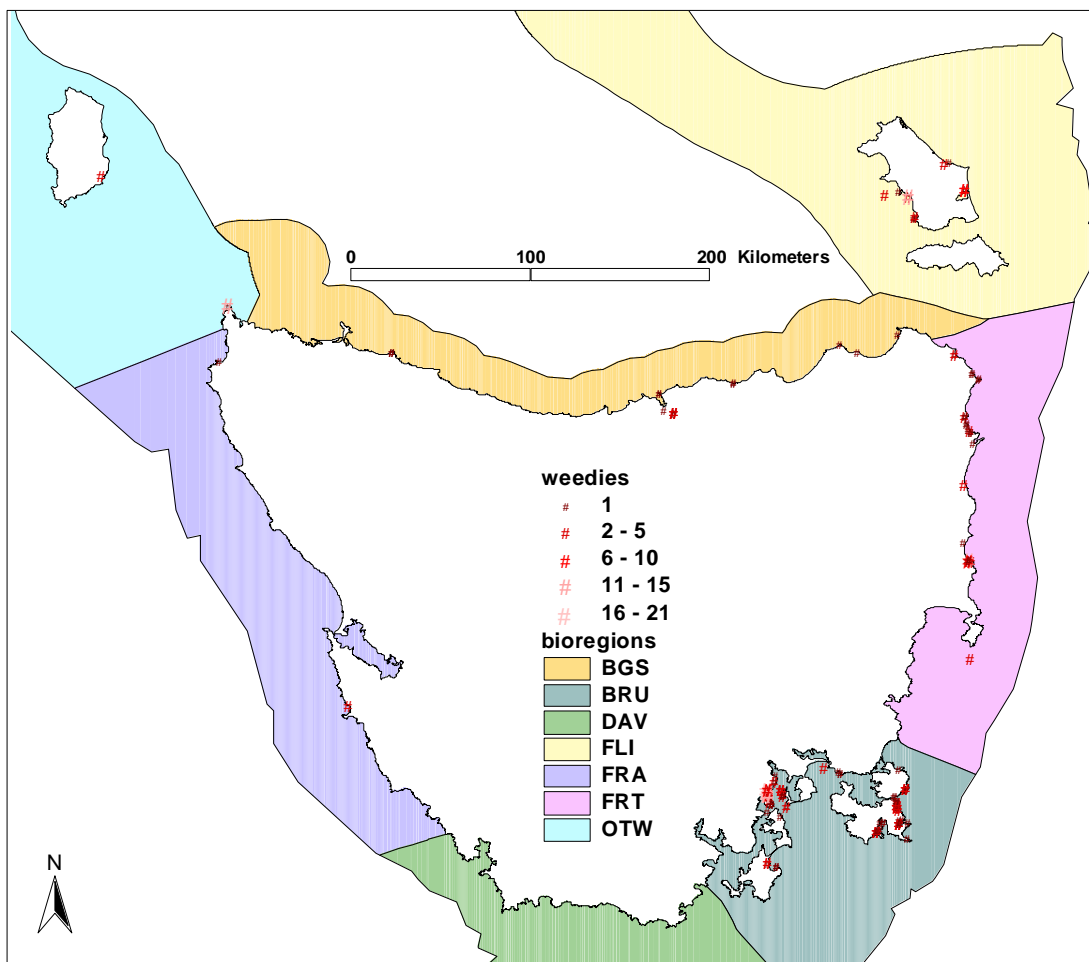 0 100 200 Kilometers
weedies
# 1
# 2 - 5
# 6 - 10
# 11 - 15
# 16 - 21
bioregions
BGS
BRU
DAV
FLI
FRA
FRT
OTW
N